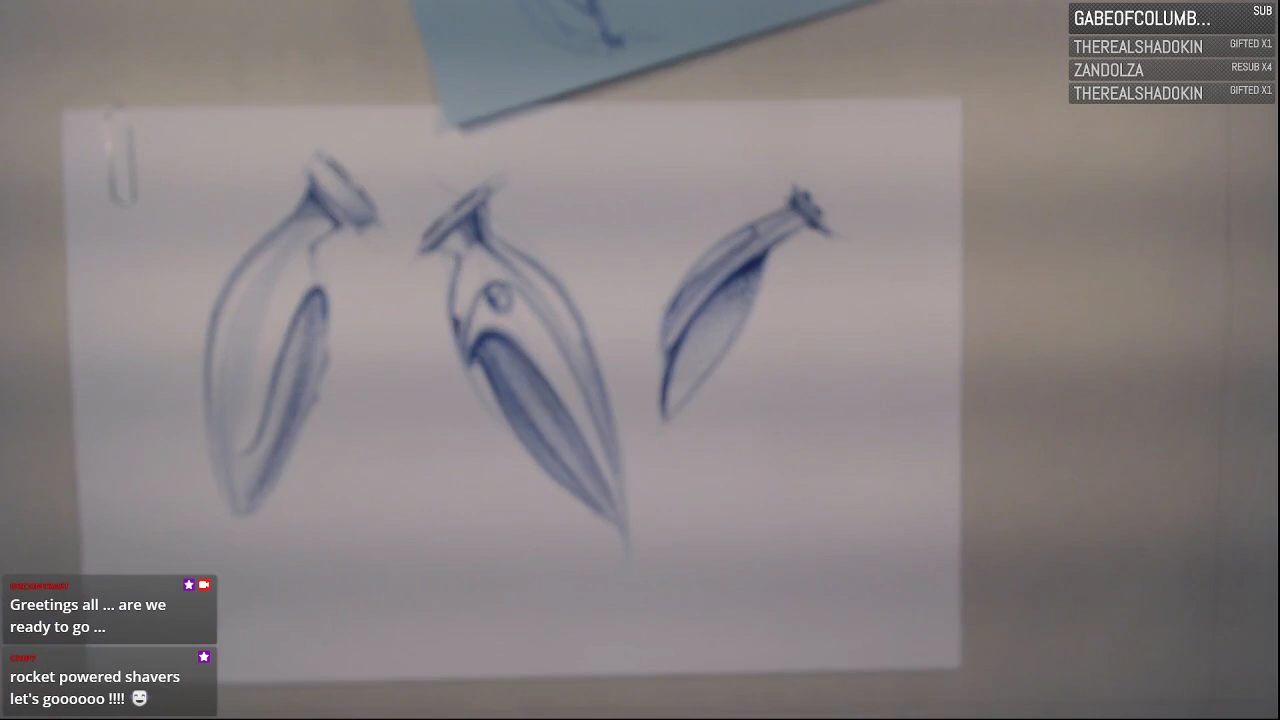 GABEOFCOLUMB... SUB
THEREALSHADOKIN GIFTED X1
ZANDOLZA RESUB X4
THEREALSHADOKIN GIFTED X1
Greetings all ... are we
ready to go ...
rocket powered shavers
let's goooooo !!!!